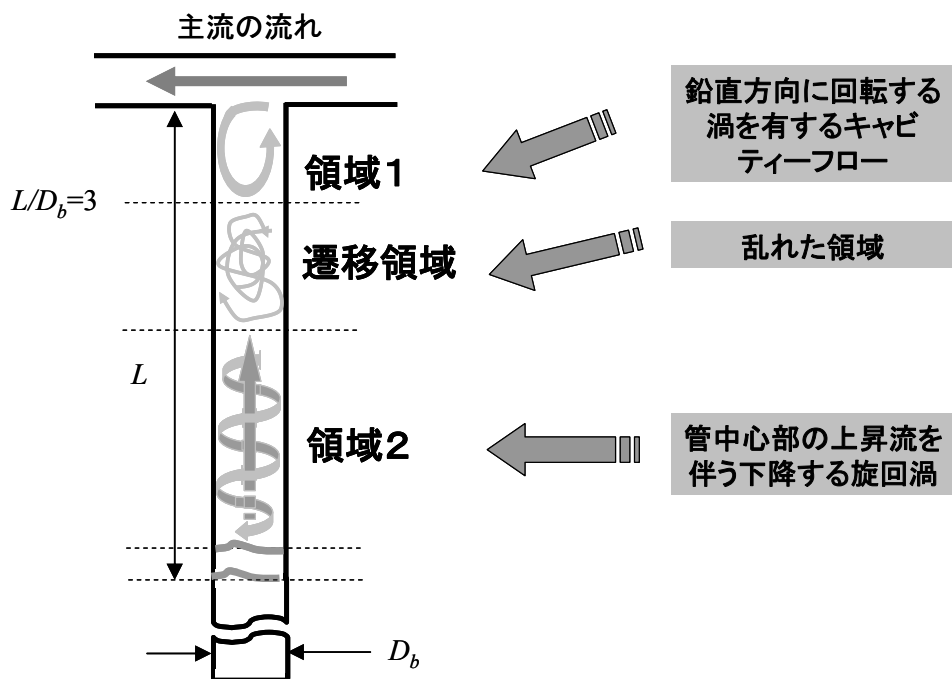 主流の流れ
鉛直方向に回転する
渦を有するキャビ
ティーフロー
領域1
L/D_b=3
乱れた領域
遷移領域
L
領域2
管中心部の上昇流を
伴う下降する旋回渦
D_b